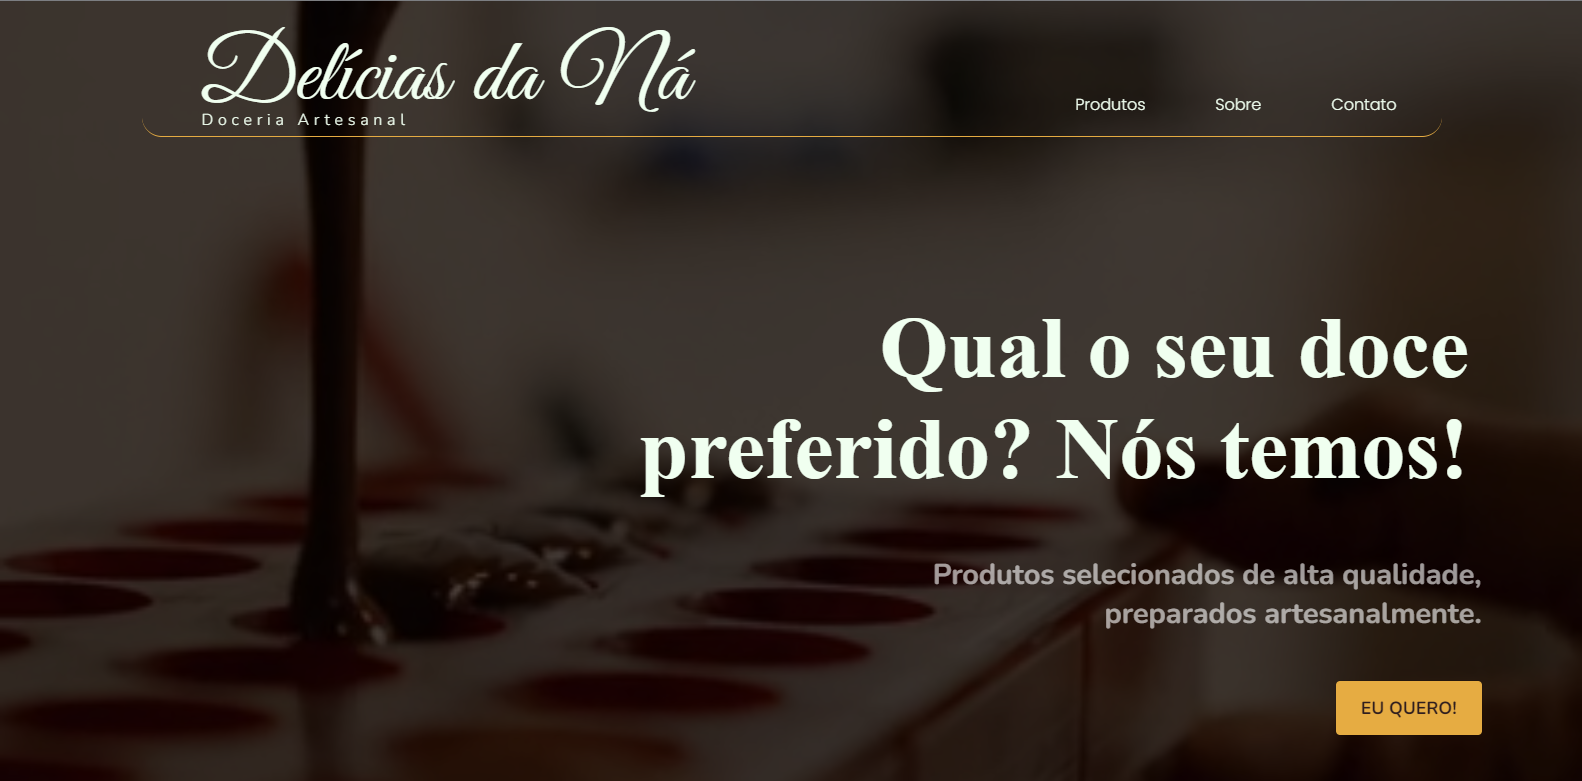 Delícias da Ná
Doceria Artesanal
Produtos Sobre Contato
Qual o seu doce
preferido? Nós temos!
Produtos selecionados de alta qualidade,
preparados artesanalmente.
EU QUERO!